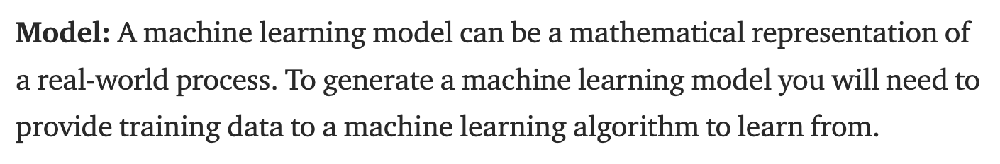 Model: A machine learning model can be a mathematical representation of
a real-world process. To generate a machine learning model you will need to
provide training data to a machine learning algorithm to learn from.